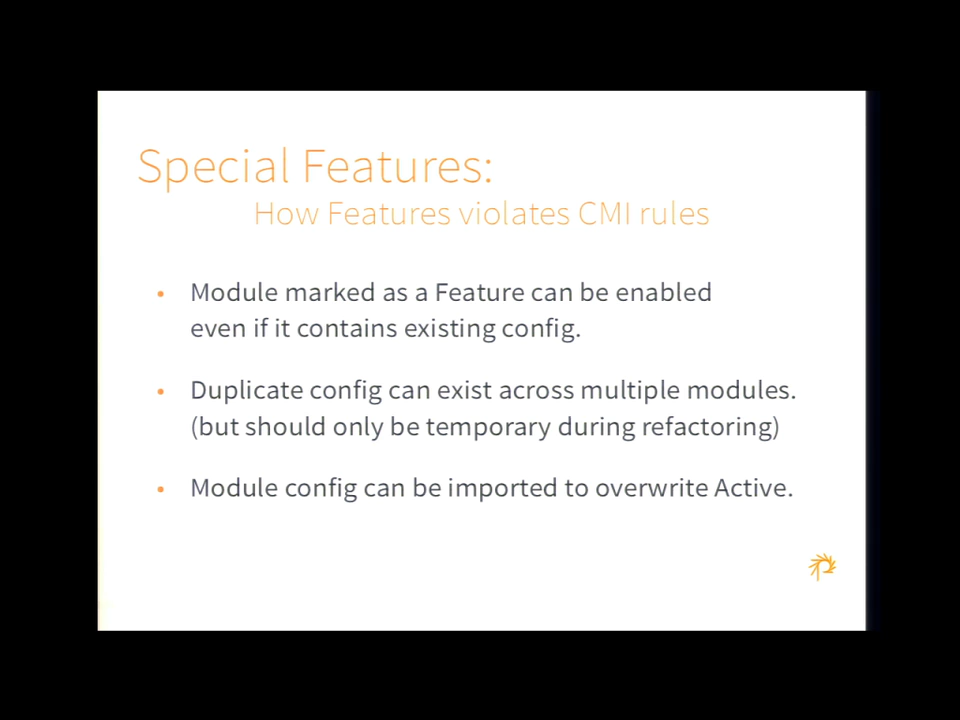 Special Features:
How Features violates CMI rules
• Module marked as a Feature can be enabled
even if it contains existing config.
• Duplicate config can exist across multiple modules.
(but should only be temporary during refactoring)
• Module config can be imported to overwrite Active.